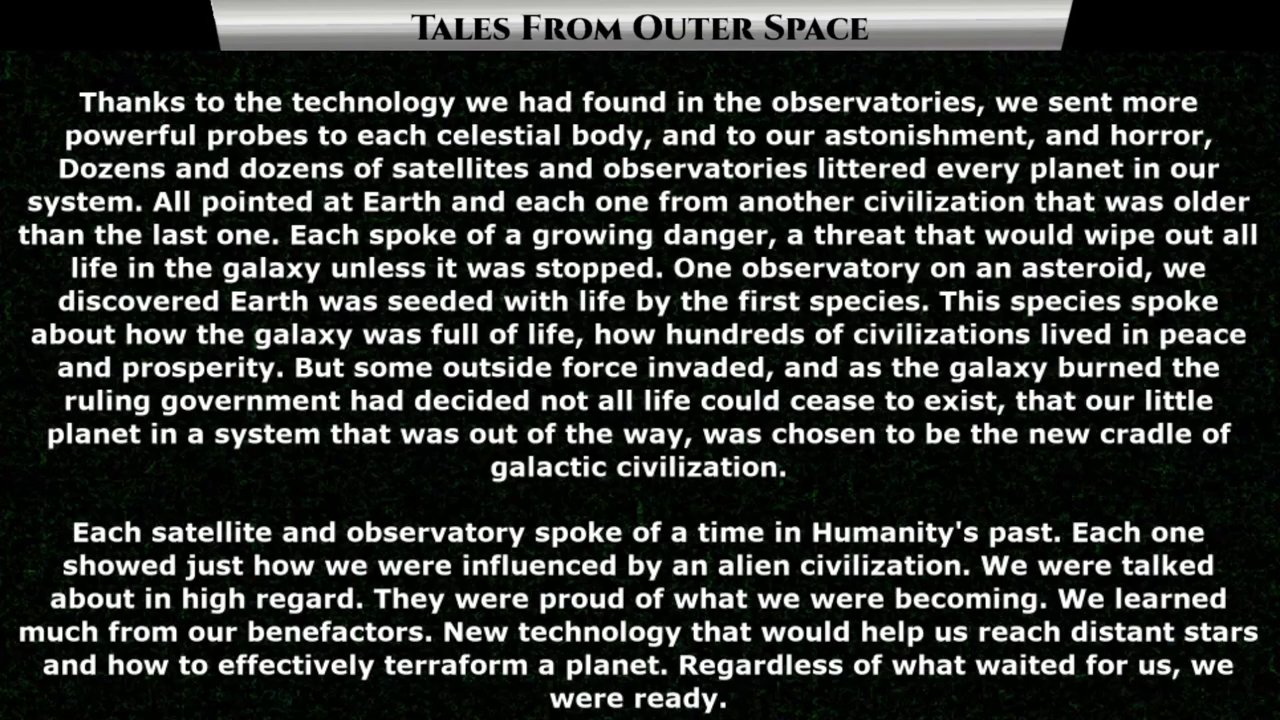 Tales From Outer Space
Thanks to the technology we had found in the observatories, we sent more
powerful probes to each celestial body, and to our astonishment, and horror,
Dozens and dozens of satellites and observatories littered every planet in our
system. All pointed at Earth and each one from another civilization that was older
than the last one. Each spoke of a growing danger, a threat that would wipe out all
life in the galaxy unless it was stopped. One observatory on an asteroid, we
discovered Earth was seeded with life by the first species. This species spoke
about how the galaxy was full of life, how hundreds of civilizations lived in peace
and prosperity. But some outside force invaded, and as the galaxy burned the
ruling government had decided not all life could cease to exist, that our little
planet in a system that was out of the way, was chosen to be the new cradle of
galactic civilization.
Each satellite and observatory spoke of a time in Humanity's past. Each one
showed just how we were influenced by an alien civilization. We were talked
about in high regard. They were proud of what we were becoming. We learned
much from our benefactors. New technology that would help us reach distant stars
and how to effectively terraform a planet. Regardless of what waited for us, we
were ready.